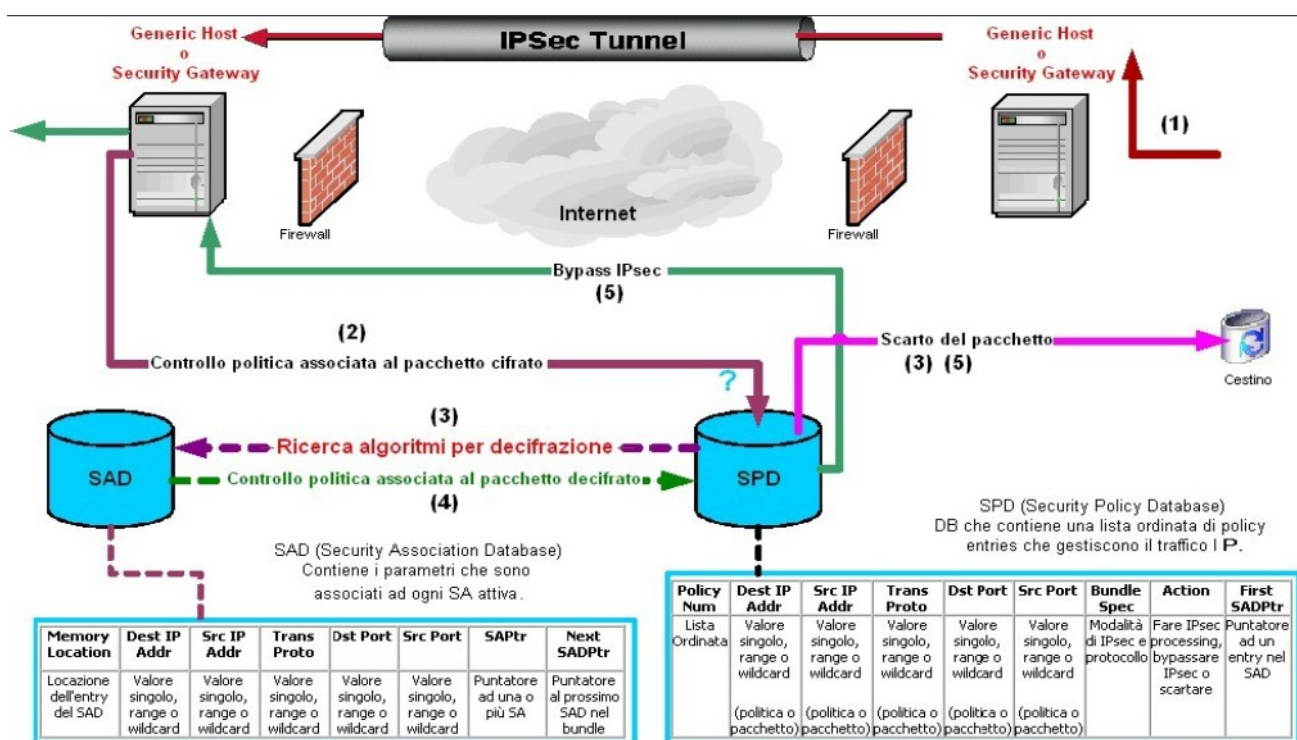 IPSec Tunnel
Generic Host
o
Security Gateway
Generic Host
o
Security Gateway
(1)
Internet
Firewall
Firewall
Bypass IPsec
(5)
(2)
Controllo politica associata al pacchetto cifrato
Scarto del pacchetto
(3) (5)
Cestino
?
(3)
Ricerca algoritmi per decifrazione
SAD
SPD
Controllo politica associata al pacchetto decifrato
(4)
SAD (Security Association Database)
Contiene i parametri che sono
associati ad ogni SA attiva.
SPD (Security Policy Database)
DB che contiene una lista ordinata di policy
entries che gestiscono il traffico I P.
Memory Dest IP Src IP Trans Dst Port Src Port SAPtr Next
Location Addr Addr Proto SADPtr
Locazione Valore Valore Valore Valore Valore Puntatore Puntatore
dell'entry singolo, singolo, singolo, singolo, singolo, ad una o al prossimo
del SAD range o range o range o range o range o più SA SAD nel
wildcard wildcard wildcard wildcard wildcard bundle
Policy Dest IP Src IP Trans Dst Port Src Port Bundle Action First
Num Addr Addr Proto Spec SADPtr
Lista Valore Valore Valore Valore Valore Modalità Fare IPsec Puntatore
Ordinata singolo, singolo, singolo, singolo, singolo, di IPsec e processing, ad un
range o range o range o range o range o protocollo bypassare entry nel
wildcard wildcard wildcard wildcard wildcard IPsec o SAD
scartare
(politica o (politica o (politica o (politica o (politica o
pacchetto) pacchetto) pacchetto) pacchetto) pacchetto)